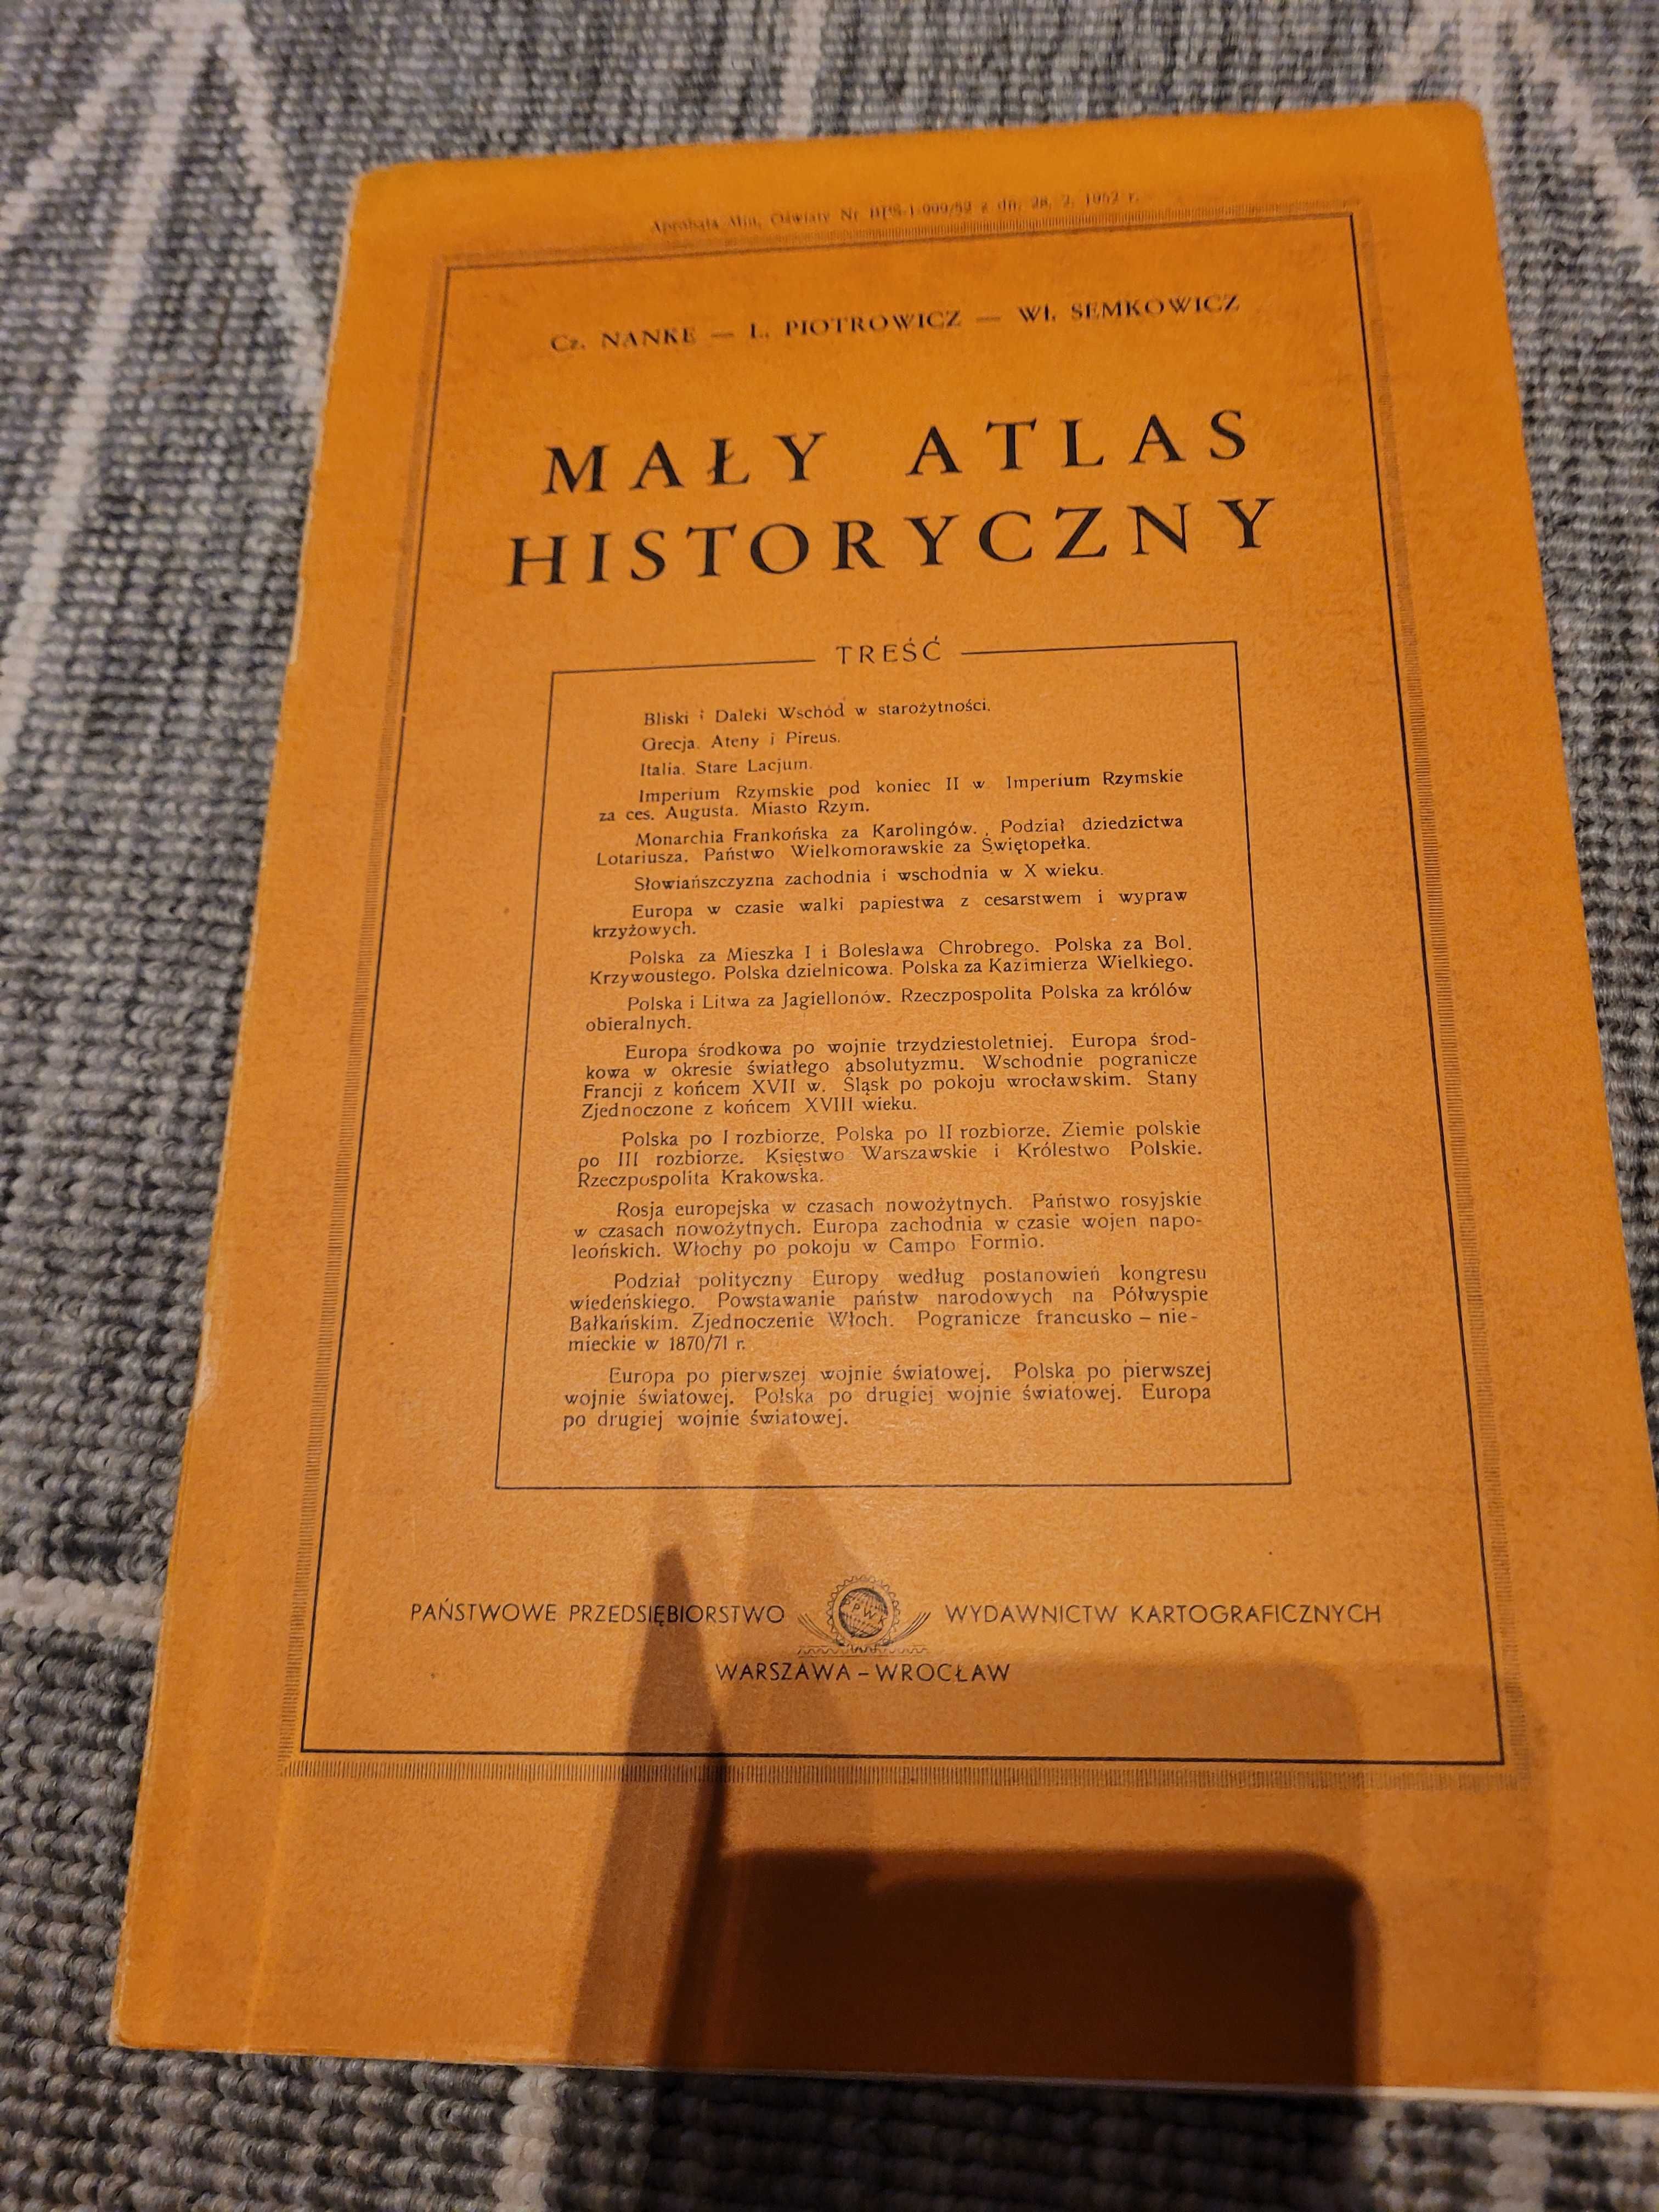 Aprobata Min. Oświaty Nr z dn. 28. 2. 1952 r.
Cz. NANKE — L. PIOTROWICZ — Wł. SEMKOWICZ
MAŁY ATLAS
HISTORYCZNY
TREŚĆ
Bliski i Daleki Wschód w starożytności.
Grecja. Ateny i Pireus.
Italia. Stare Lacjum.
Imperium Rzymskie pod koniec II w Imperium Rzymskie
za ces. Augusta. Miasto Rzym.
Monarchia Frankońska za Karolingów. . Podział dziedzictwa
Lotariusza. Państwo Wielkomorawskie za Świętopełka.
Słowiańszczyzna zachodnia i wschodnia w X wieku.
Europa w czasie walki papiestwa z cesarstwem i wypraw
krzyżowych.
Polska za Mieszka I i Bolesława Chrobrego. Polska za Bol.
Krzywoustego. Polska dzielnicowa. Polska za Kazimierza Wielkiego.
Polska i Litwa za Jagiellonów. Rzeczpospolita Polska za królów
obieralnych.
Europa środkowa po wojnie trzydziestoletniej. Europa środ-
kowa w okresie światłego absolutyzmu. Wschodnie pogranicze
Francji z końcem XVII w. Śląsk po pokoju wrocławskim. Stany
Zjednoczone z końcem XVIII wieku.
Polska po I rozbiorze. Polska po II rozbiorze. Ziemie polskie
po III rozbiorze. Księstwo Warszawskie i Królestwo Polskie.
Rzeczpospolita Krakowska.
Rosja europejska w czasach nowożytnych. Państwo rosyjskie
w czasach nowożytnych. Europa zachodnia w czasie wojen napo-
leońskich. Włochy po pokoju w Campo Formio.
Podział polityczny Europy według postanowień kongresu
wiedeńskiego. Powstawanie państw narodowych na Półwyspie
Bałkańskim. Zjednoczenie Włoch. Pogranicze francusko – nie-
mieckie w 1870/71 r.
Europa po pierwszej wojnie światowej. Polska po pierwszej
wojnie światowej. Polska po drugiej wojnie światowej. Europa
po drugiej wojnie światowej.
PAŃSTWOWE PRZEDSIĘBIORSTWO PPWK WYDAWNICTW KARTOGRAFICZNYCH
WARSZAWA – WROCŁAW